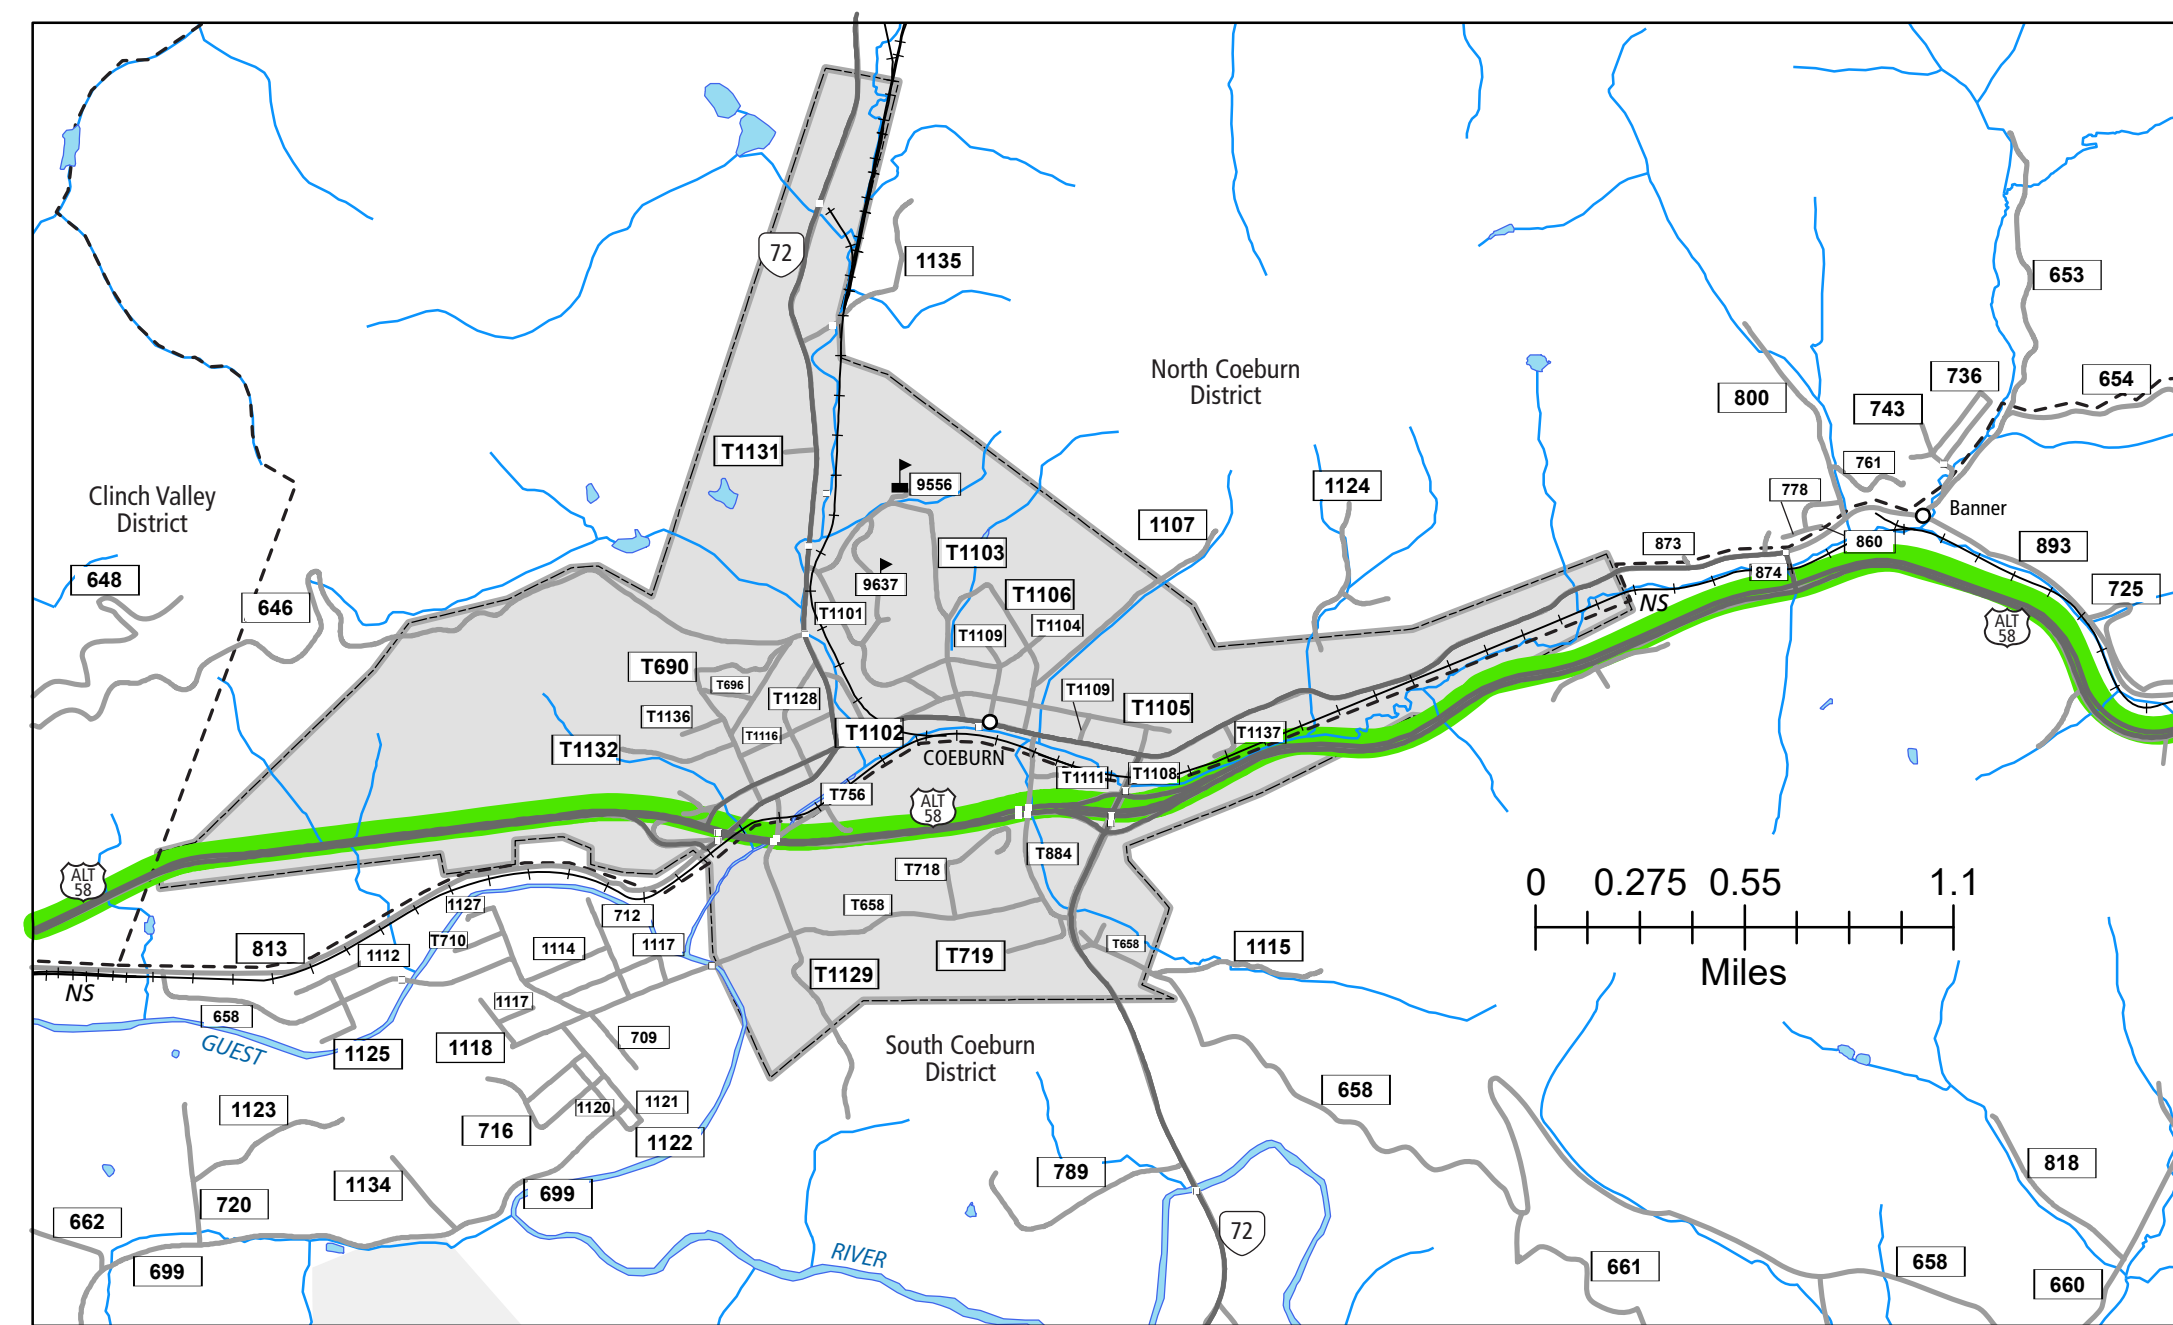 72
1135
653
North Coeburn
District
736
654
800
743
T1131
761
9556
1124
778
Clinch Valley
District
Banner
1107
873
860
893
T1103
874
648
9637
725
646
T1106
NS
T1101
T1104
ALT
58
T1109
T690
T696
T1128
T1109
T1105
T1136
T1102
T1137
T1116
T1132
COEBURN
T1111
T1108
T756
ALT
58
T884
T718
ALT
58
0 0.275 0.55 1.1
Miles
1127
712
T658
T710
1114
1117
T658
1115
813
1112
T719
T1129
NS
1117
658
709
GUEST
1125
1118
South Coeburn
District
658
1123
1120
1121
716
1122
789
818
1134
699
720
662
72
RIVER
699
661
658
660